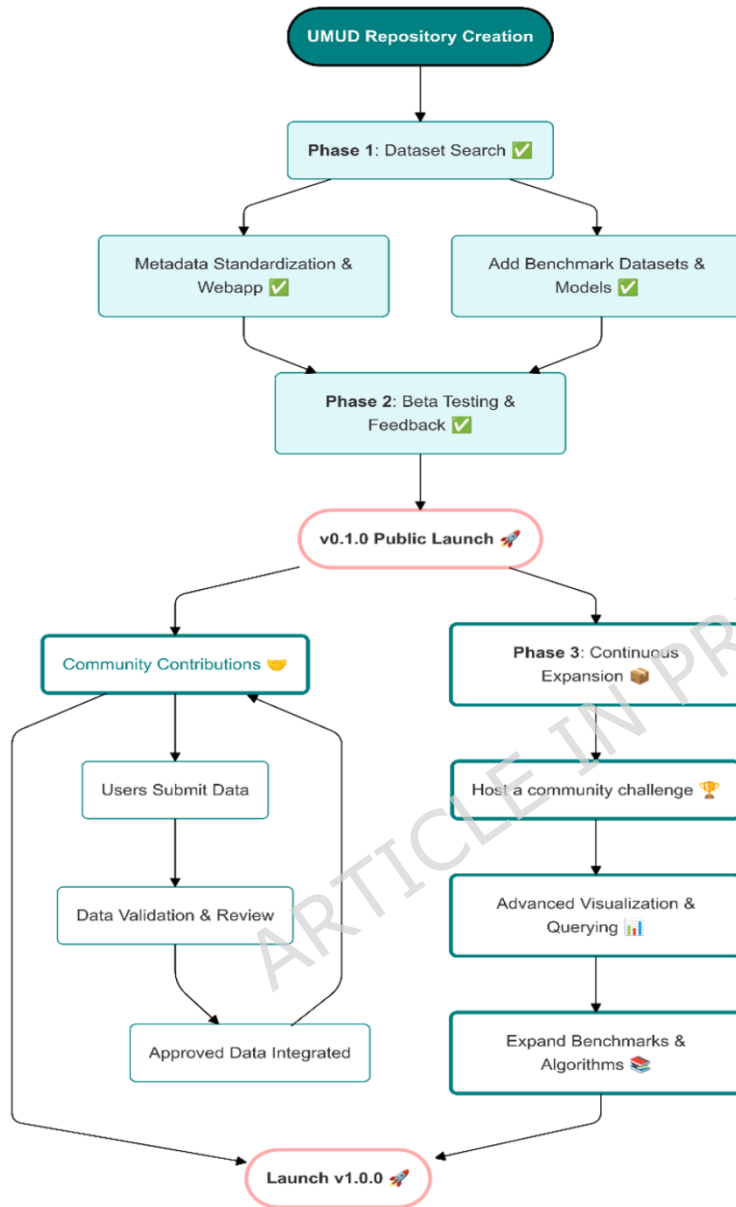 UMUD Repository Creation
Phase 1: Dataset Search ✅
Metadata Standardization &
Webapp ✅
Add Benchmark Datasets &
Models ✅
Phase 2: Beta Testing &
Feedback ✅
v0.1.0 Public Launch 🚀
Community Contributions 🤝
Phase 3: Continuous
Expansion 📦
Users Submit Data
Host a community challenge 🏆
Data Validation & Review
Advanced Visualization &
Querying 📊
Approved Data Integrated
Expand Benchmarks &
Algorithms 📚
Launch v1.0.0 🚀
ARTICLE IN PR